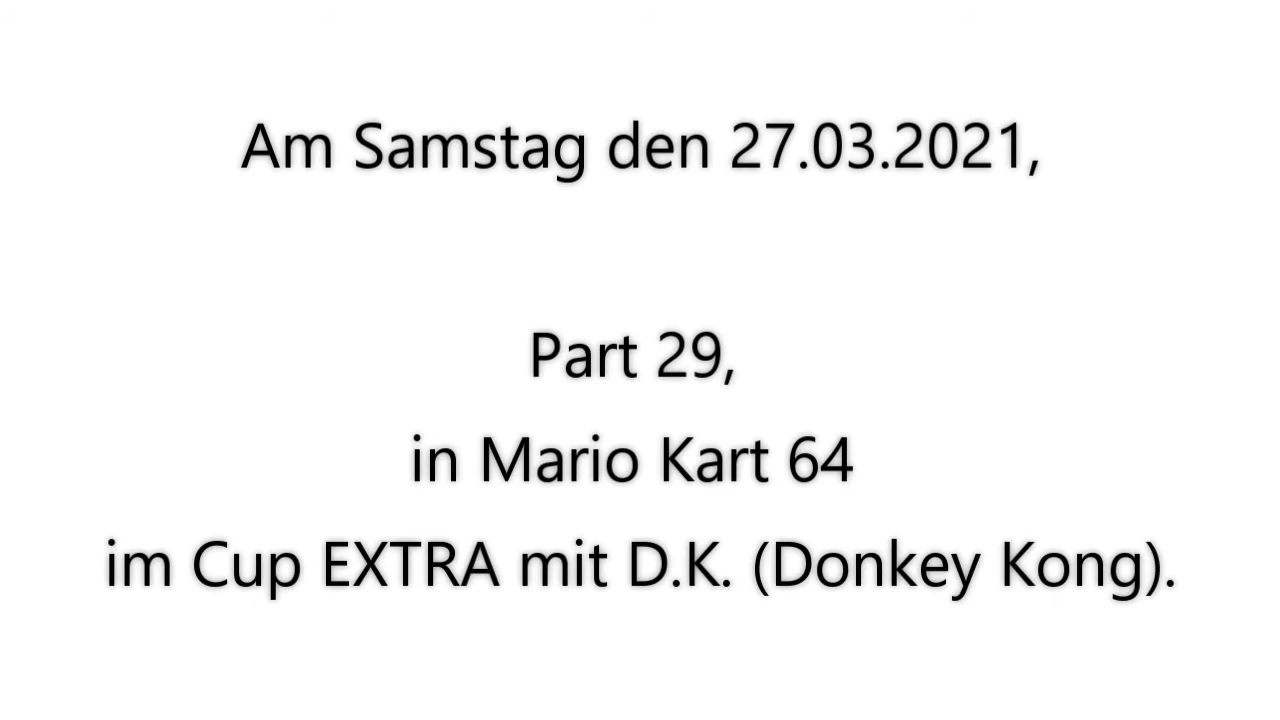 Am Samstag den 27.03.2021,
Part 29,
in Mario Kart 64
im Cup EXTRA mit D.K. (Donkey Kong).